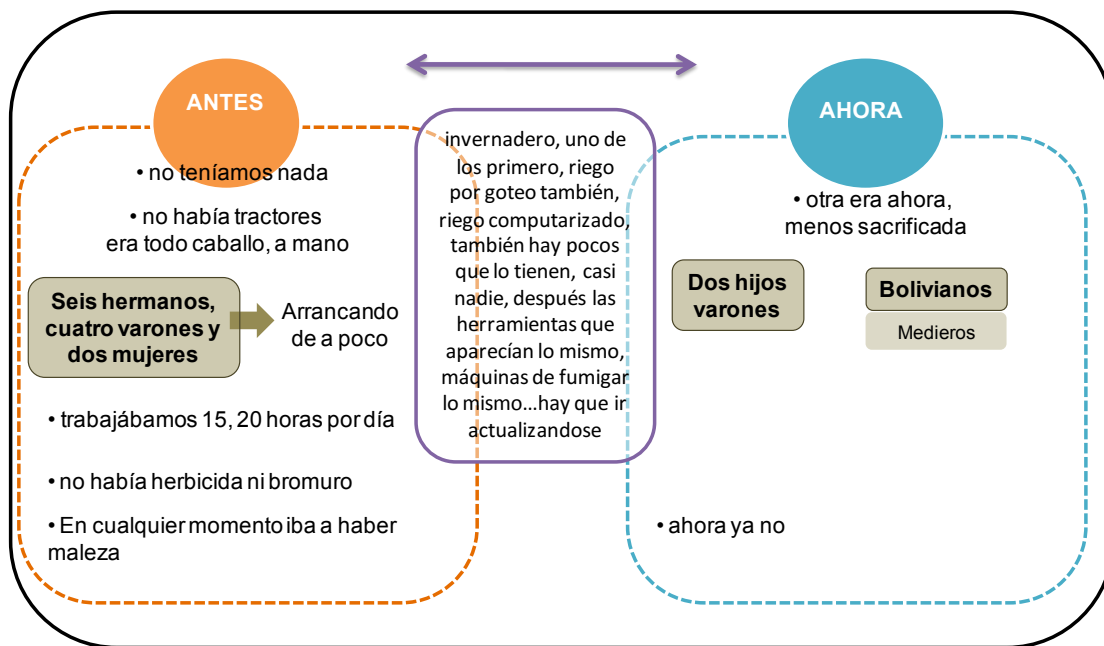 ANTES
• no teníamos nada
• no había tractores
era todo caballo, a mano
Seis hermanos,
cuatro varones y
dos mujeres
Arrancando
de a poco
• trabajábamos 15, 20 horas por día
• no había herbicida ni bromuro
• En cualquier momento iba a haber
maleza
invernadero, uno de
los primero, riego
por goteo también,
riego computarizado,
también hay pocos
que lo tienen, casi
nadie, después las
herramientas que
aparecían lo mismo,
máquinas de fumigar
lo mismo...hay que ir
actualizandose
AHORA
• otra era ahora,
menos sacrificada
Dos hijos
varones
Bolivianos
Medieros
• ahora ya no